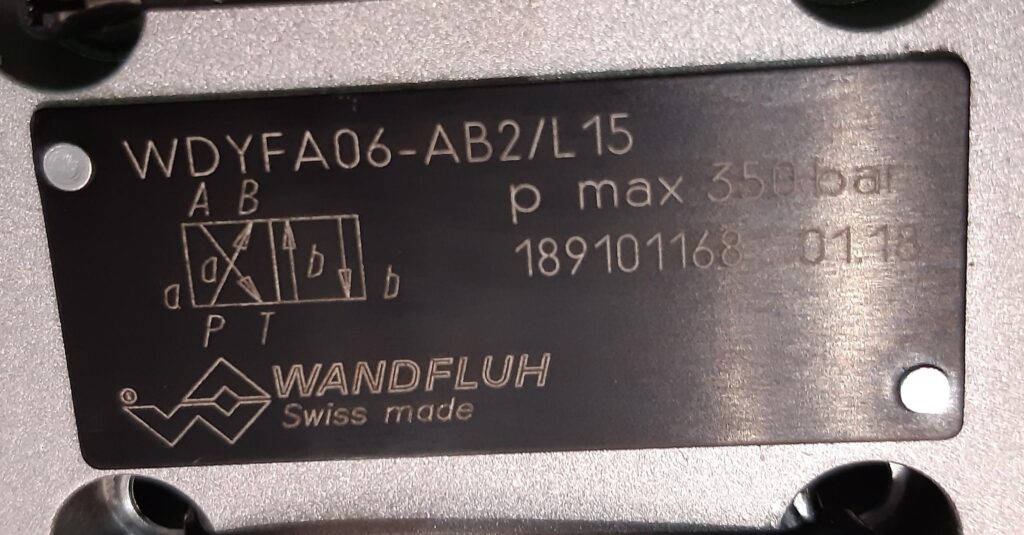 WDYFA06-AB2/L15
p max 350 bar
A B
189101168 01.18
a a b b
P T
WANDFLUH
Swiss made